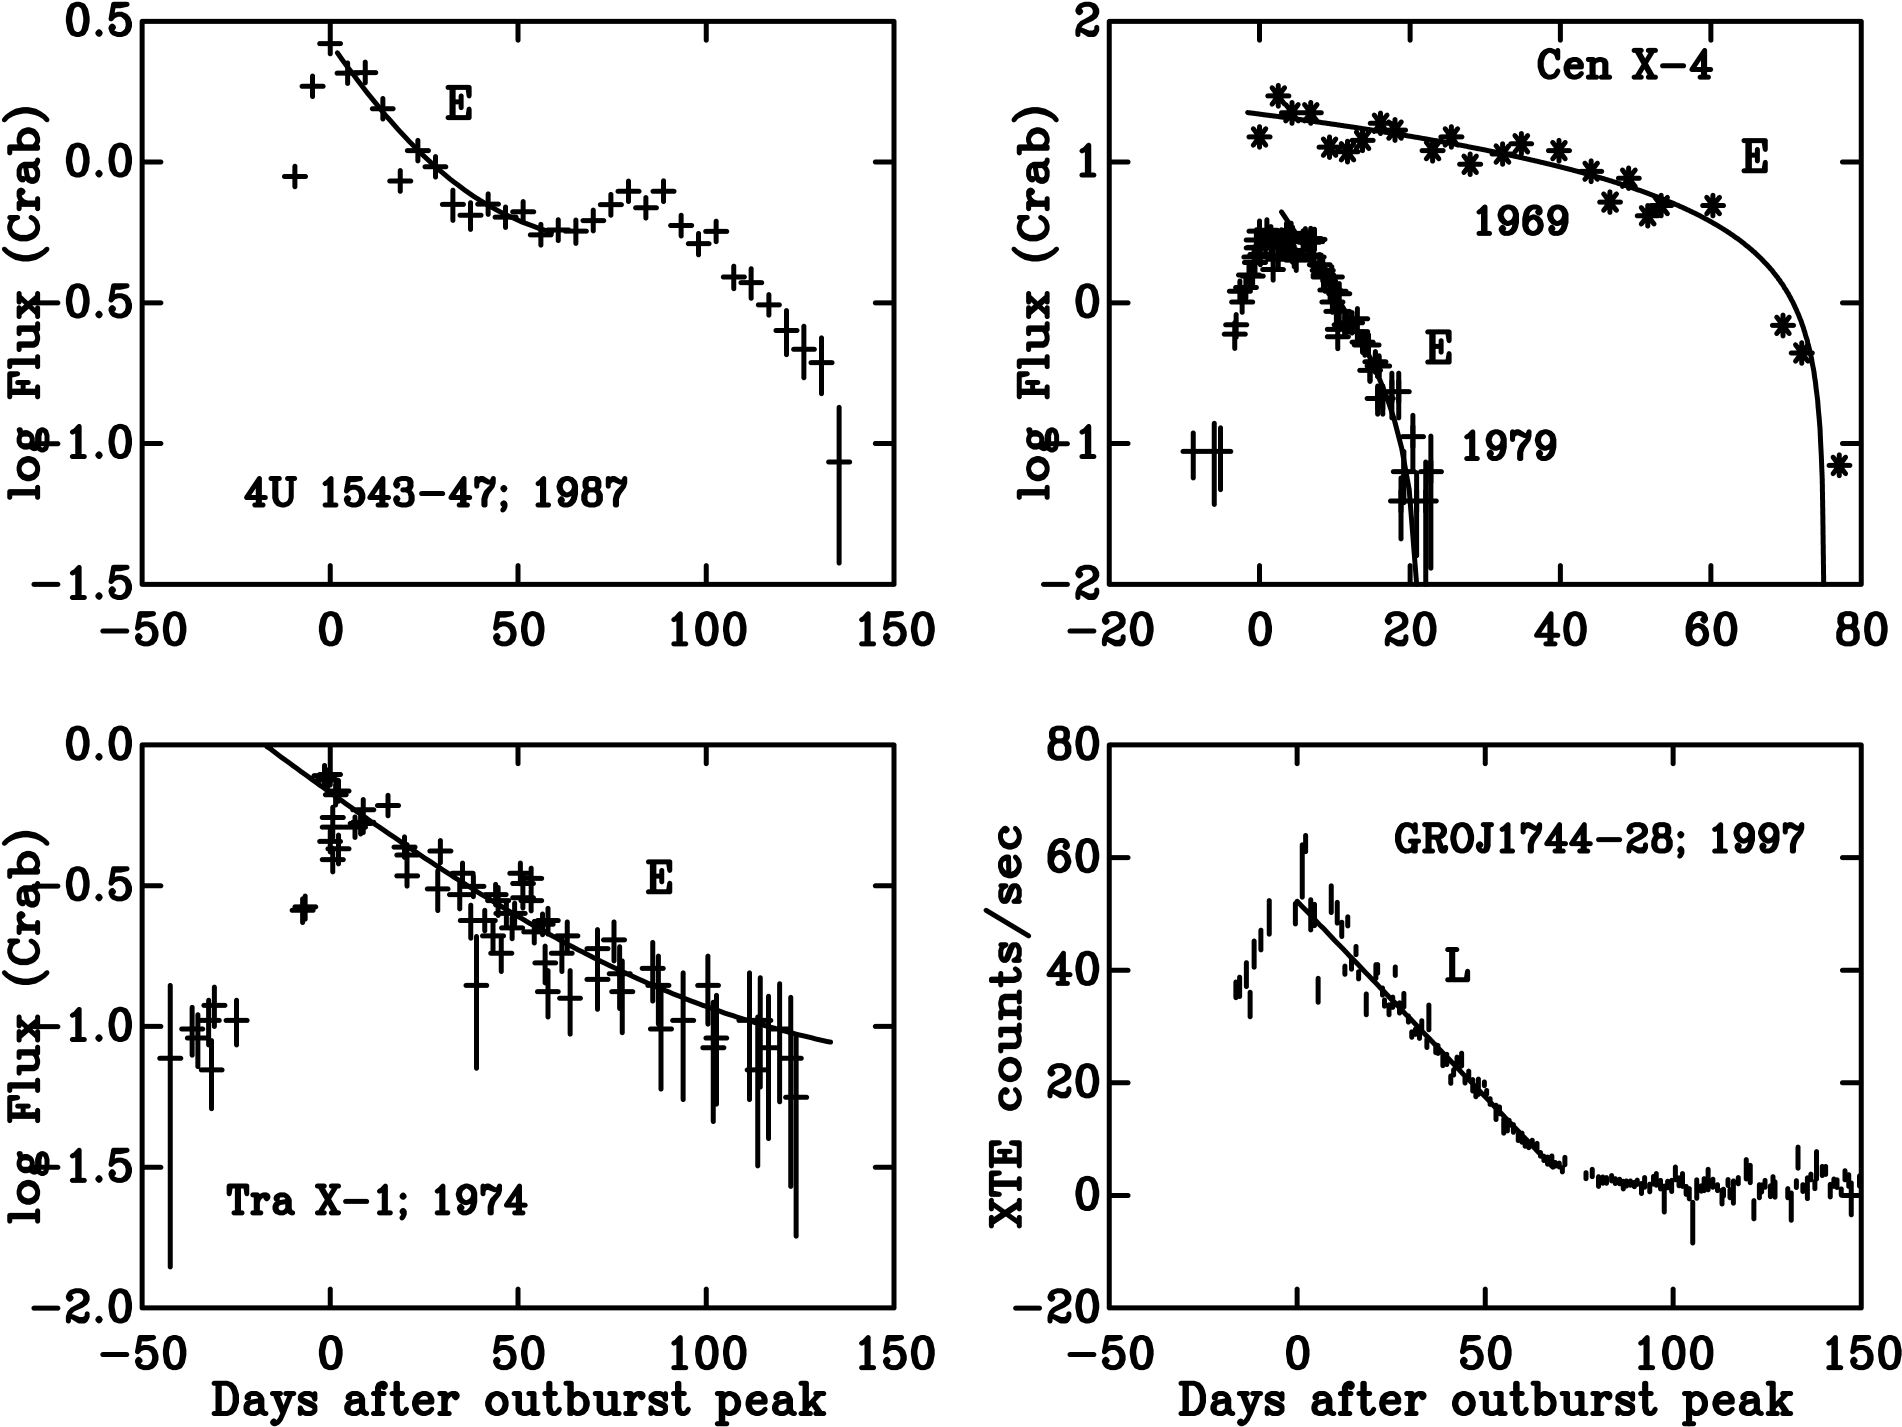 0.5
0.0
−0.5
−1.0
−1.5
log Flux (Crab)
E
4U 1543−47; 1987
−50 0 50 100 150
2
1
0
−1
−2
log Flux (Crab)
Cen X−4
E
1969
E
1979
−20 0 20 40 60 80
0.0
−0.5
−1.0
−1.5
−2.0
log Flux (Crab)
E
Tra X−1; 1974
−50 0 50 100 150
Days after outburst peak
80
60
40
20
0
−20
XTE counts/sec
GROJ1744−28; 1997
L
−50 0 50 100 150
Days after outburst peak